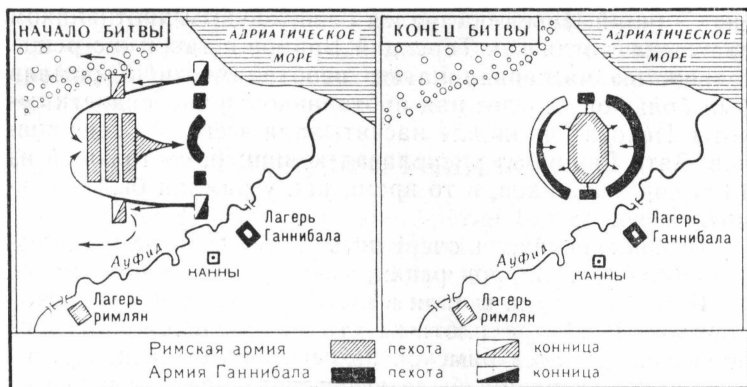 НАЧАЛО БИТВЫ
АДРИАТИЧЕСКОЕ
МОРЕ
Лагерь
Ганнибала
Ауфид
КАННЫ
Лагерь
римлян
КОНЕЦ БИТВЫ
АДРИАТИЧЕСКОЕ
МОРЕ
Лагерь
Ганнибала
Ауфид
КАННЫ
Лагерь
римлян
Римская армия пехота конница
Армия Ганнибала пехота конница